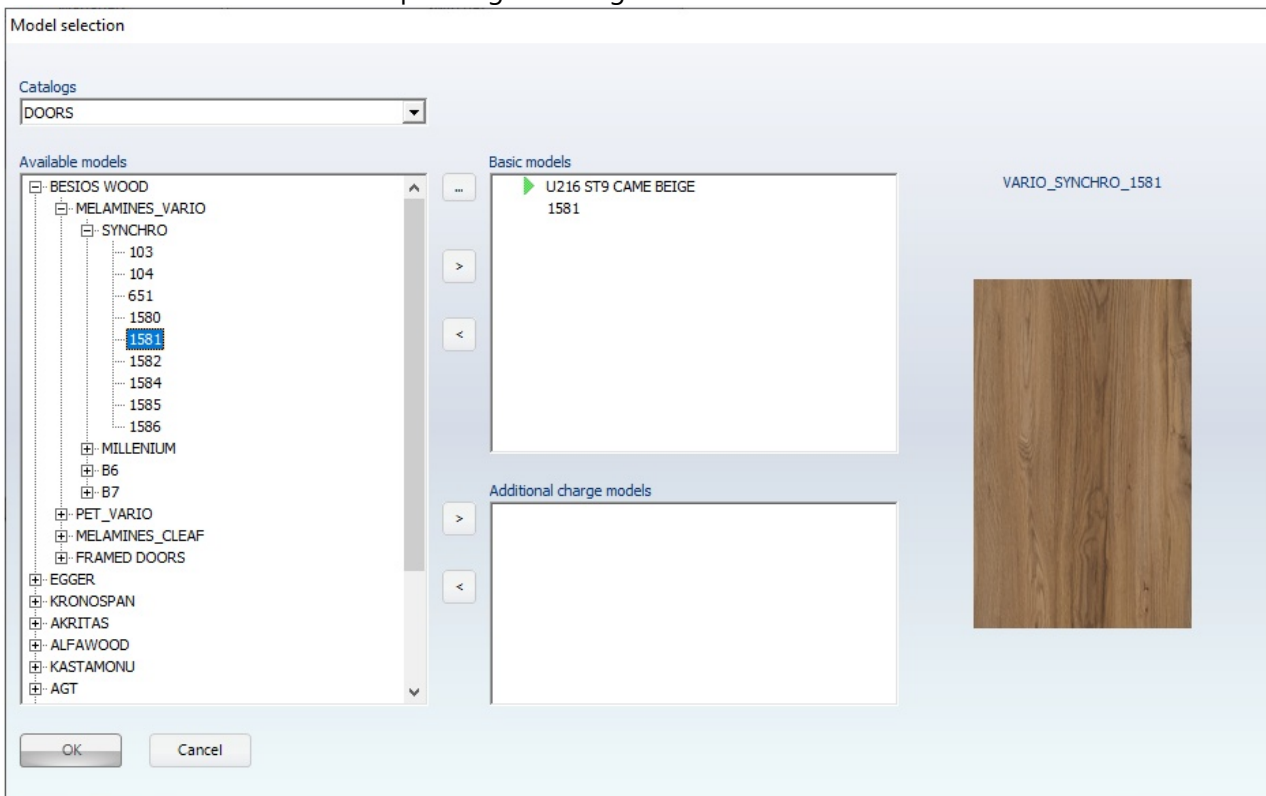 Model selection
Catalogs
DOORS
Available models
BESIOS WOOD
MELAMINES_VARIO
SYNCHRO
103
104
651
1580
1581
1582
1584
1585
1586
MILLENIUM
B6
B7
PET_VARIO
MELAMINES_CLEAF
FRAMED DOORS
EGGER
KRONOSPAN
AKRITAS
ALFAWOOD
KASTAMONU
AGT
...
>
<
>
<
Basic models
U216 ST9 CAME BEIGE
1581
Additional charge models
VARIO_SYNCHRO_1581
OK
Cancel